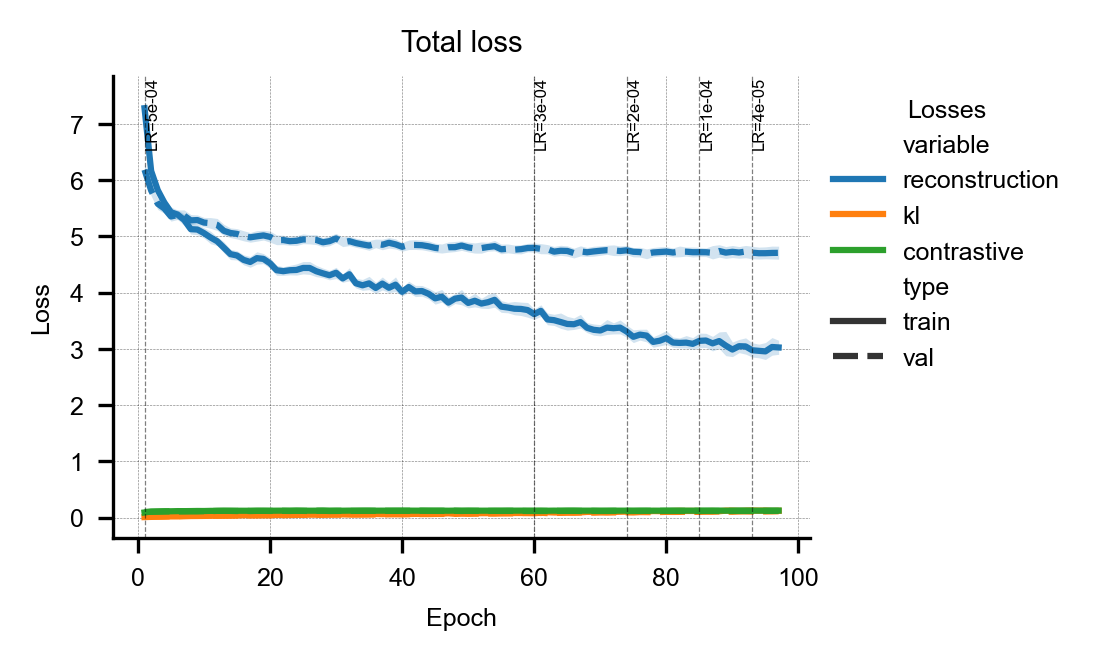 Total loss
LR=5e-04
LR=3e-04
LR=2e-04
LR=1e-04
LR=4e-05
7
6
5
4
3
2
1
0
Loss
0 20 40 60 80 100
Epoch
Losses
variable
reconstruction
kl
contrastive
type
train
val